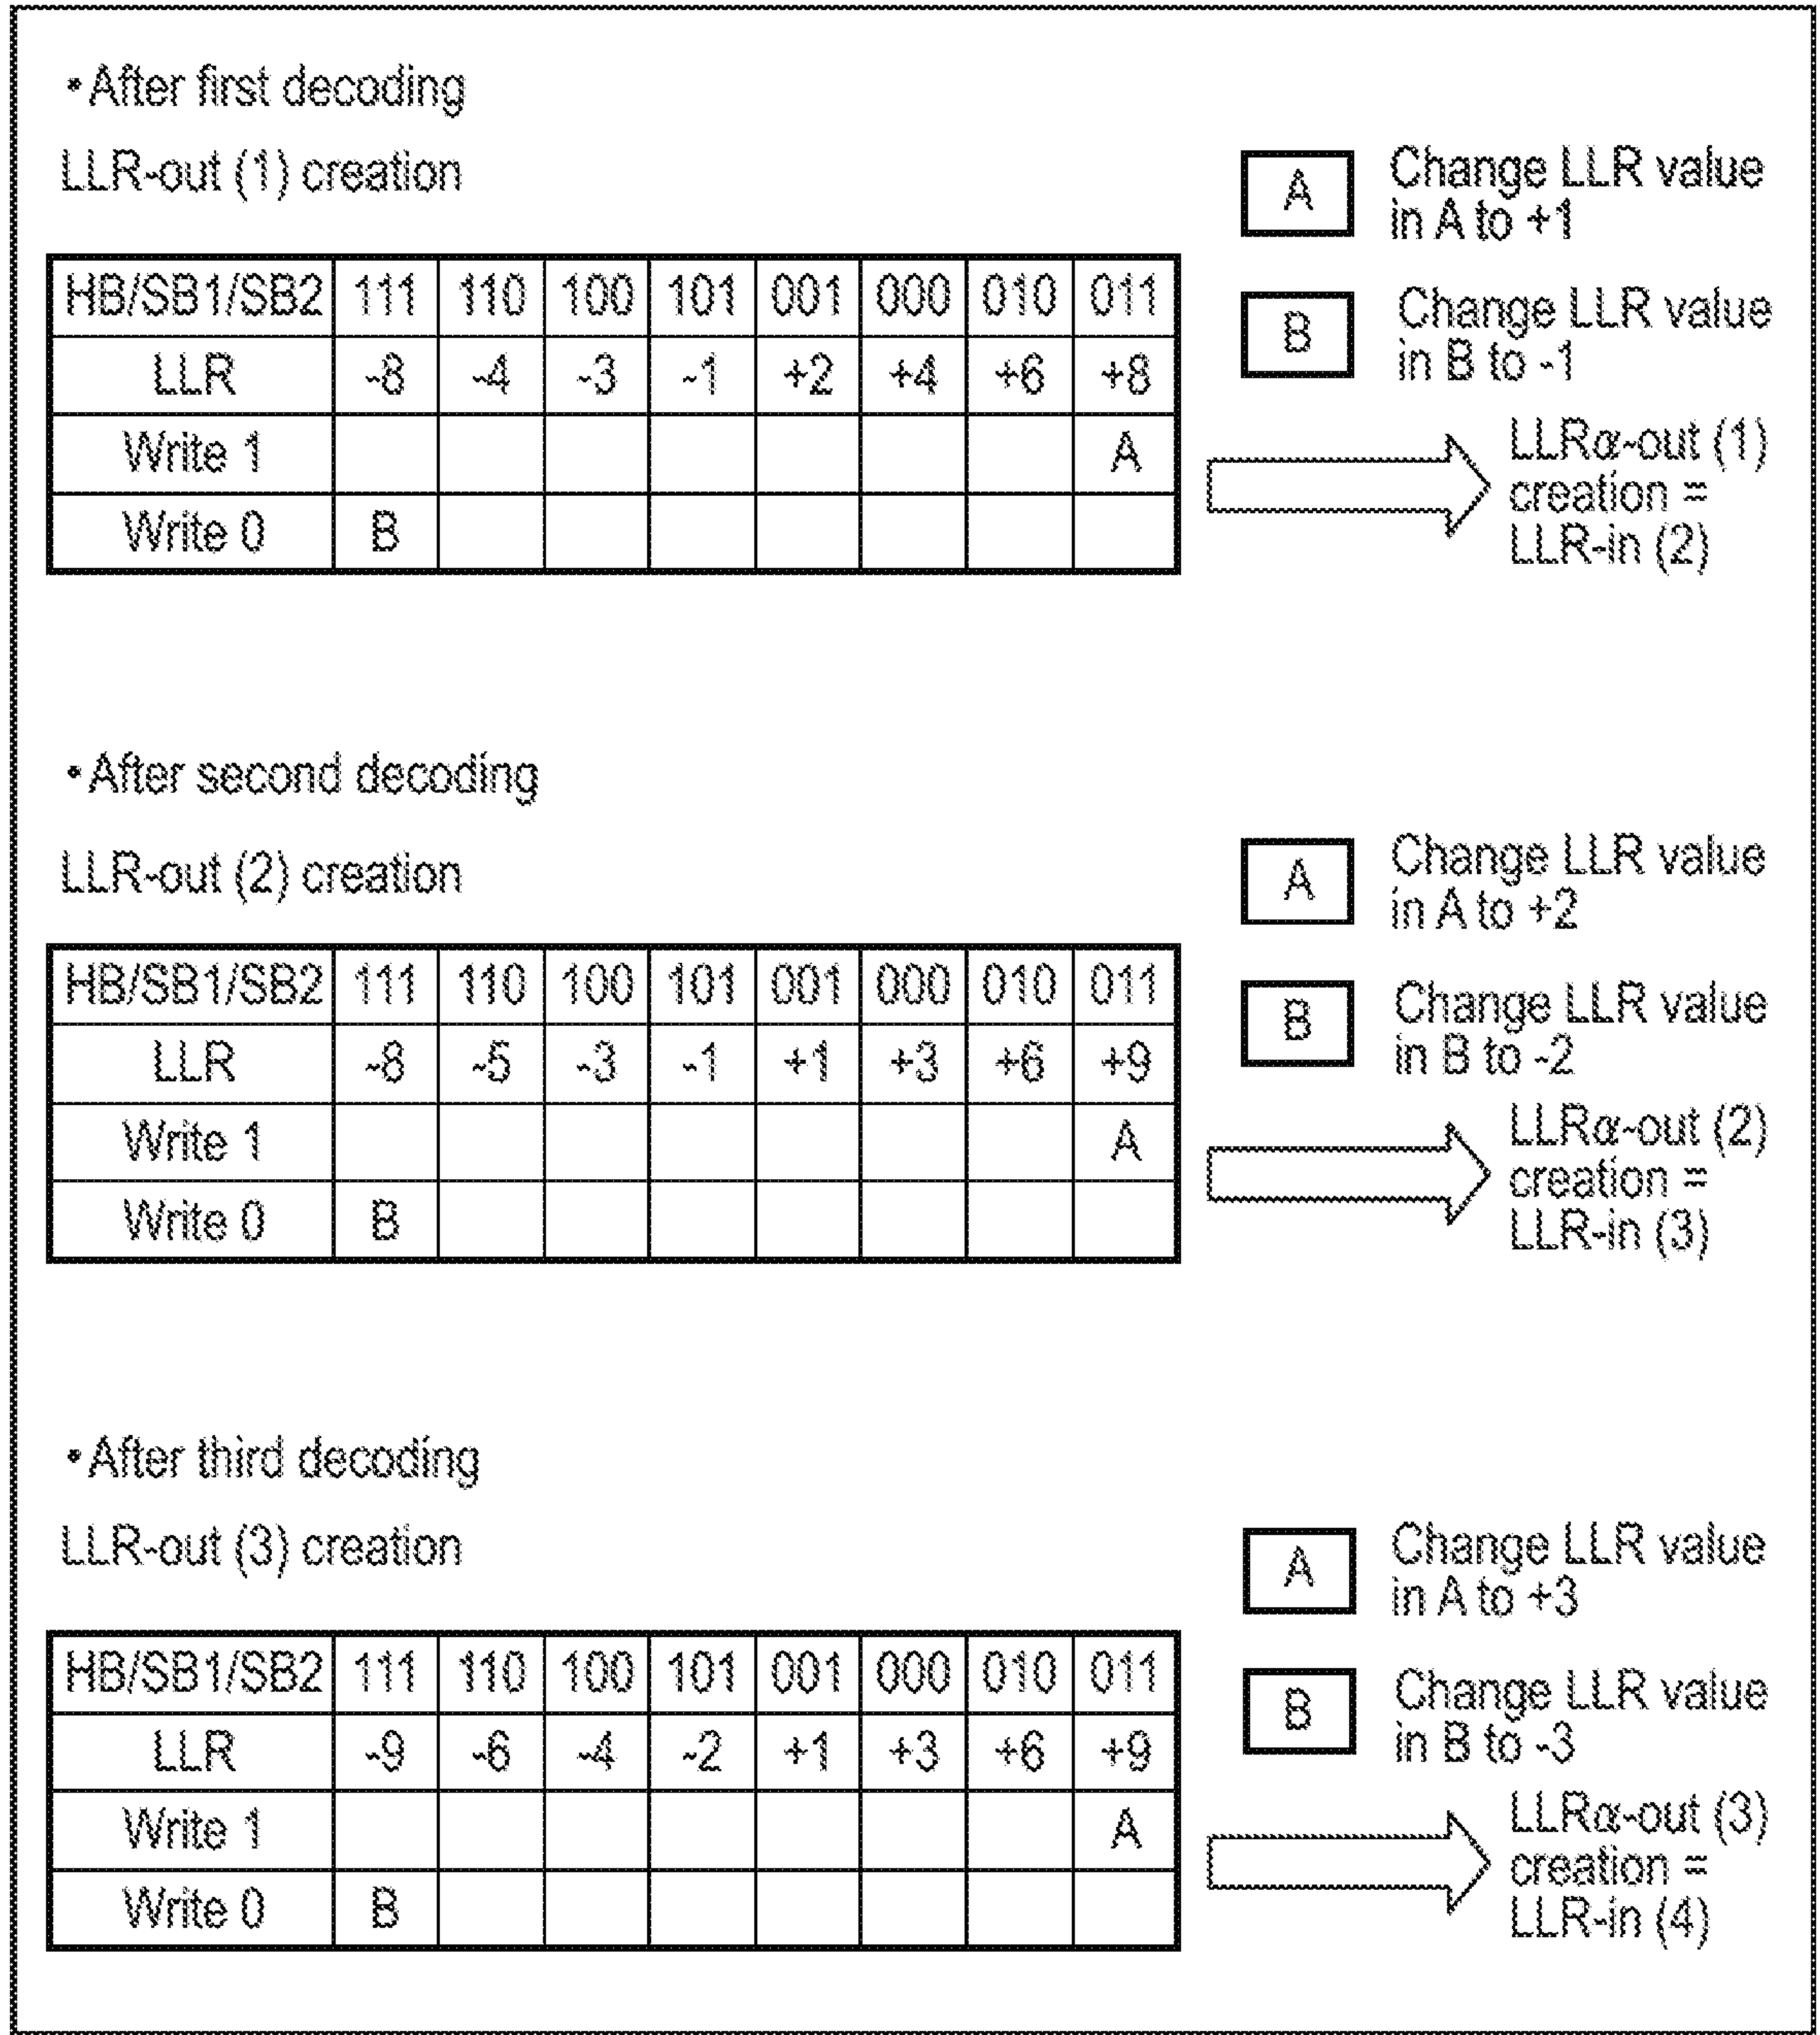 •After first decoding
LLR-out (1) creation
A Change LLR value
in A to +1
B Change LLR value
in B to -1
HB/SB1/SB2 111 110 100 101 001 000 010 011
LLR -8 -4 -3 -1 +2 +4 +6 +8
Write 1 A
Write 0 B
LLRα-out (1)
creation =
LLR-in (2)
•After second decoding
LLR-out (2) creation
A Change LLR value
in A to +2
B Change LLR value
in B to -2
HB/SB1/SB2 111 110 100 101 001 000 010 011
LLR -8 -5 -3 -1 +1 +3 +6 +9
Write 1 A
Write 0 B
LLRα-out (2)
creation =
LLR-in (3)
•After third decoding
LLR-out (3) creation
A Change LLR value
in A to +3
B Change LLR value
in B to -3
HB/SB1/SB2 111 110 100 101 001 000 010 011
LLR -9 -6 -4 -2 +1 +3 +6 +9
Write 1 A
Write 0 B
LLRα-out (3)
creation =
LLR-in (4)